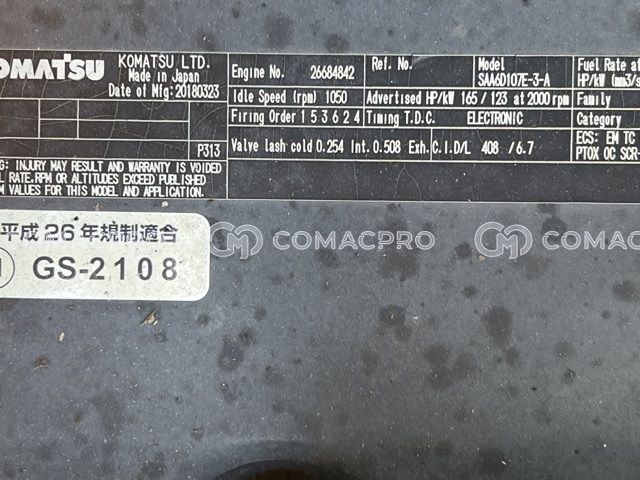 KOMATSU LTD.
Made in Japan
Date of Mfg:20180323
OMATSU
Engine No. 26684842
Ref. No.
Model
SAA6D107E-3-A
Fuel Rate at
HP/kW (mm3/s
Idle Speed (rpm) 1050
Advertised HP/kW 165 / 123 at 2000 rpm
Family
Firing Order 1 5 3 6 2 4
Timing T.D.C. ELECTRONIC
Category
P313
Valve lash cold 0.254 Int. 0.508 Exh.
C.I.D/L 408 /6.7
ECS: EM TC
PTOX OC SCR-
G: INJURY MAY RESULT AND WARRANTY IS VOIDED
L RATE.RPM OR ALTITUDES EXCEED PUBLISHED
M VALUES FOR THIS MODEL AND APPLICATION.
平成26年規制適合
GS-2108
COMACPRO
COMACPRO